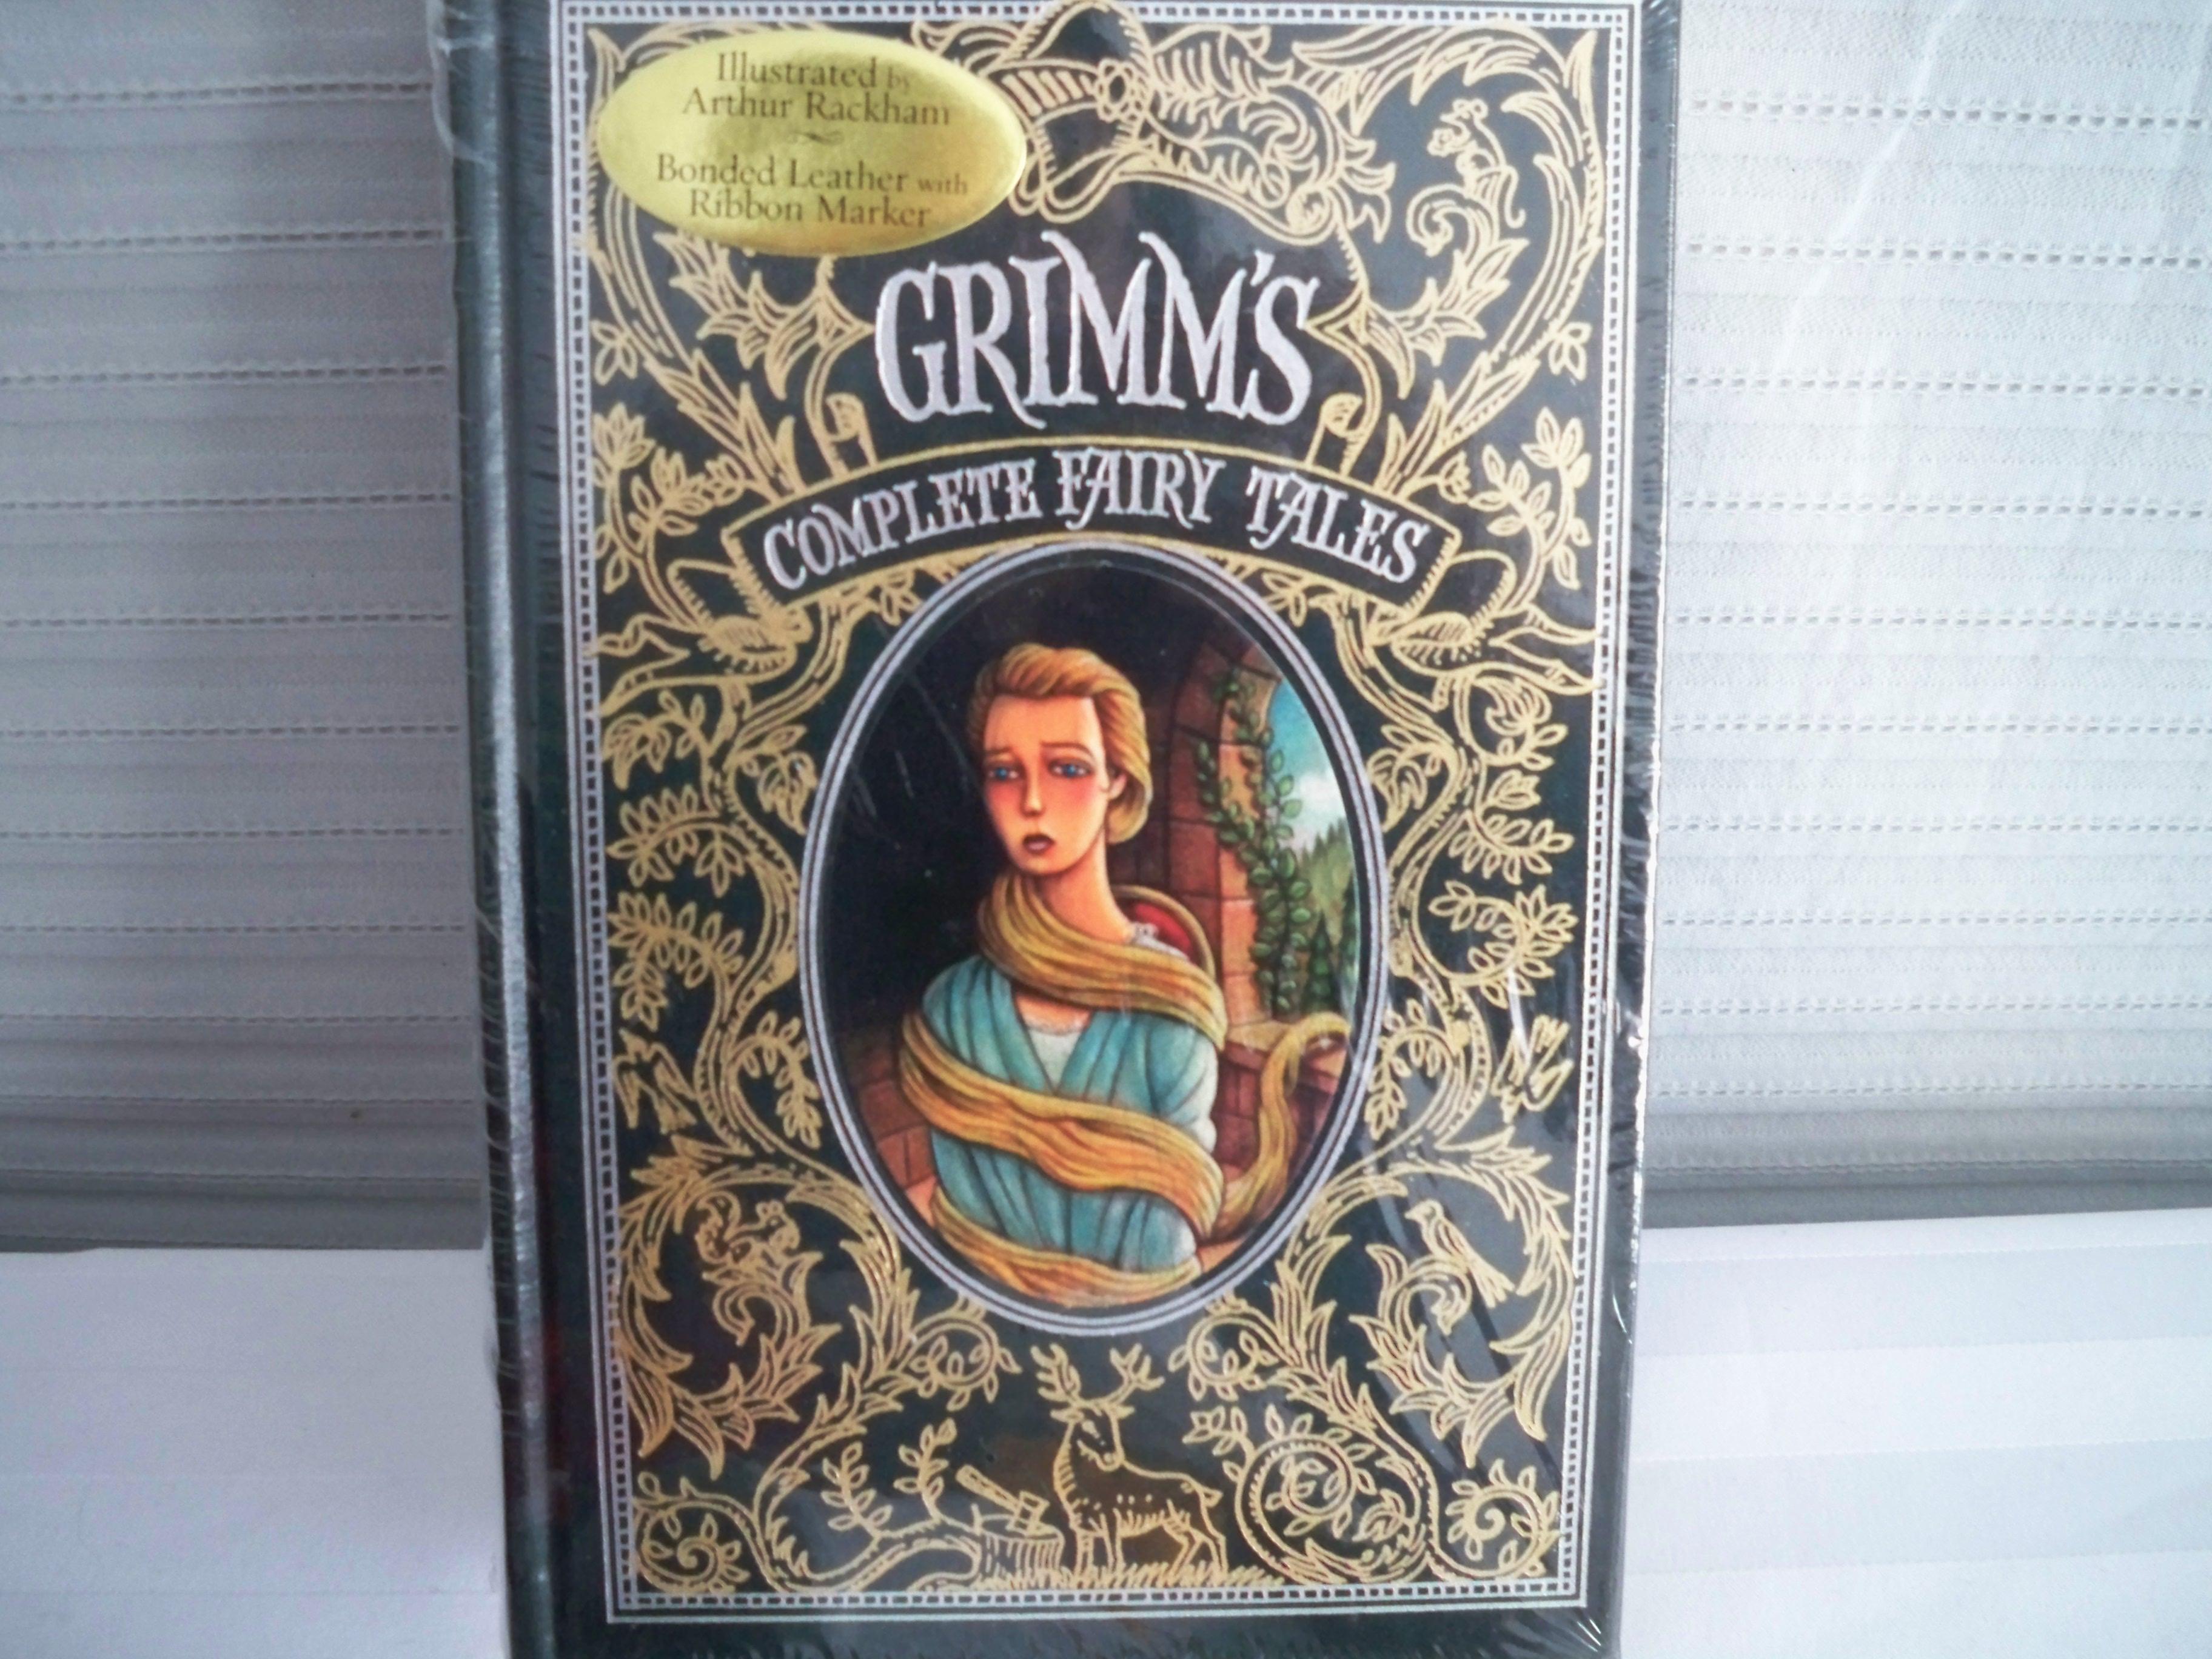 Illustrated by
Arthur Rackham
Bonded Leather with
Ribbon Marker
GRIMM'S
COMPLETE FAIRY TALES